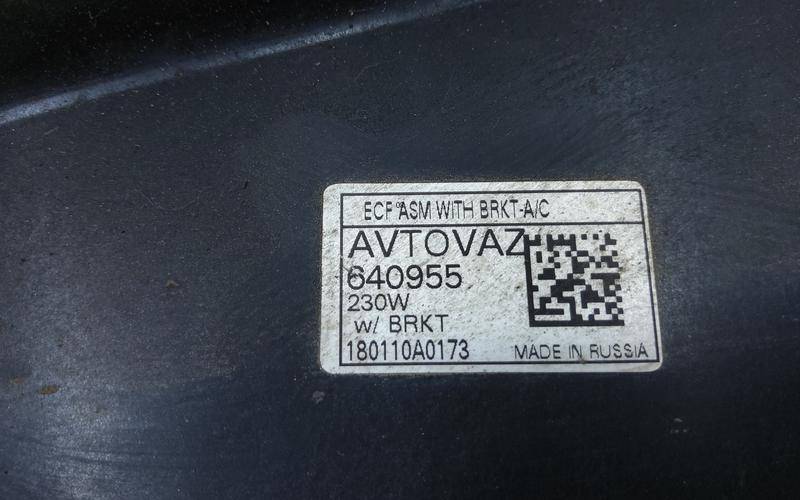 ECF ASM WITH BRKT-A/C
AVTOVAZ
640955
230W
w/ BRKT
180110A0173
MADE IN RUSSIA